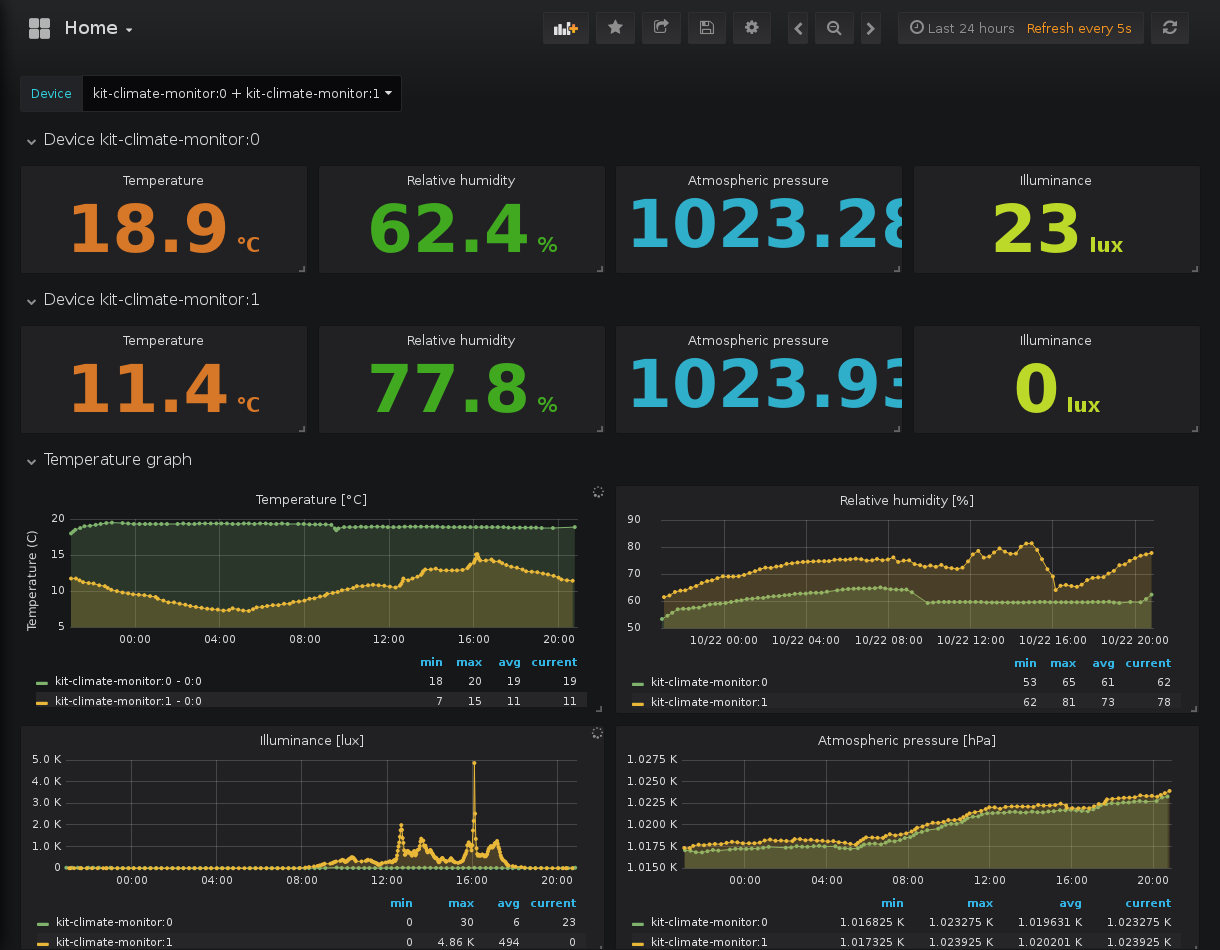 Home
Last 24 hours Refresh every 5s
Device kit-climate-monitor:0 + kit-climate-monitor:1
Device kit-climate-monitor:0
Temperature Relative humidity Atmospheric pressure Illuminance
18.9 °C 62.4 % 1023.28 23 lux
Device kit-climate-monitor:1
Temperature Relative humidity Atmospheric pressure Illuminance
11.4 °C 77.8 % 1023.93 0 lux
Temperature graph
Temperature [°C]
Temperature (C)
20
15
10
5
00:00 04:00 08:00 12:00 16:00 20:00
min max avg current
kit-climate-monitor:0 - 0:0 18 20 19 19
kit-climate-monitor:1 - 0:0 7 15 11 11
Relative humidity [%]
90
80
70
60
50
10/22 00:00 10/22 04:00 10/22 08:00 10/22 12:00 10/22 16:00 10/22 20:00
min max avg current
kit-climate-monitor:0 53 65 61 62
kit-climate-monitor:1 62 81 73 78
Illuminance [lux]
5.0 K
4.0 K
3.0 K
2.0 K
1.0 K
0
00:00 04:00 08:00 12:00 16:00 20:00
min max avg current
kit-climate-monitor:0 0 30 6 23
kit-climate-monitor:1 0 4.86 K 494 0
Atmospheric pressure [hPa]
1.0275 K
1.0250 K
1.0225 K
1.0200 K
1.0175 K
1.0150 K
00:00 04:00 08:00 12:00 16:00 20:00
min max avg current
kit-climate-monitor:0 1.016825 K 1.023275 K 1.019631 K 1.023275 K
kit-climate-monitor:1 1.017325 K 1.023925 K 1.020201 K 1.023925 K